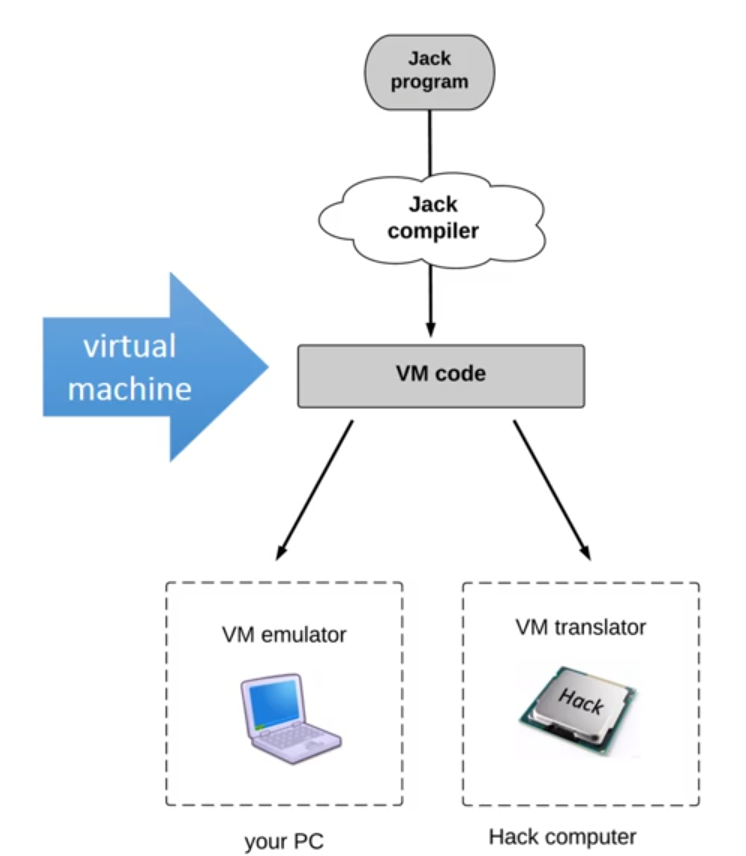 Jack
program
Jack
compiler
virtual
machine
VM code
VM emulator
VM translator
Hack
your PC
Hack computer